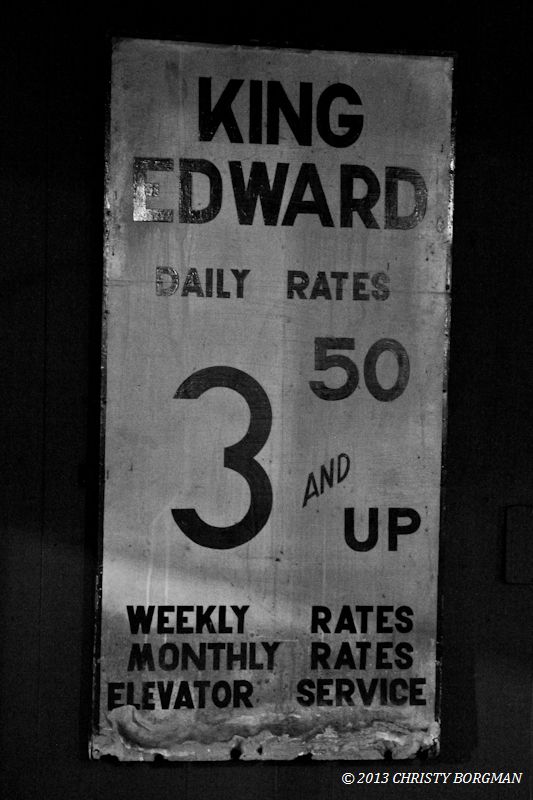 KING
EDWARD
DAILY RATES
3 50
AND
UP
WEEKLY RATES
MONTHLY RATES
ELEVATOR SERVICE
© 2013 CHRISTY BORGMAN